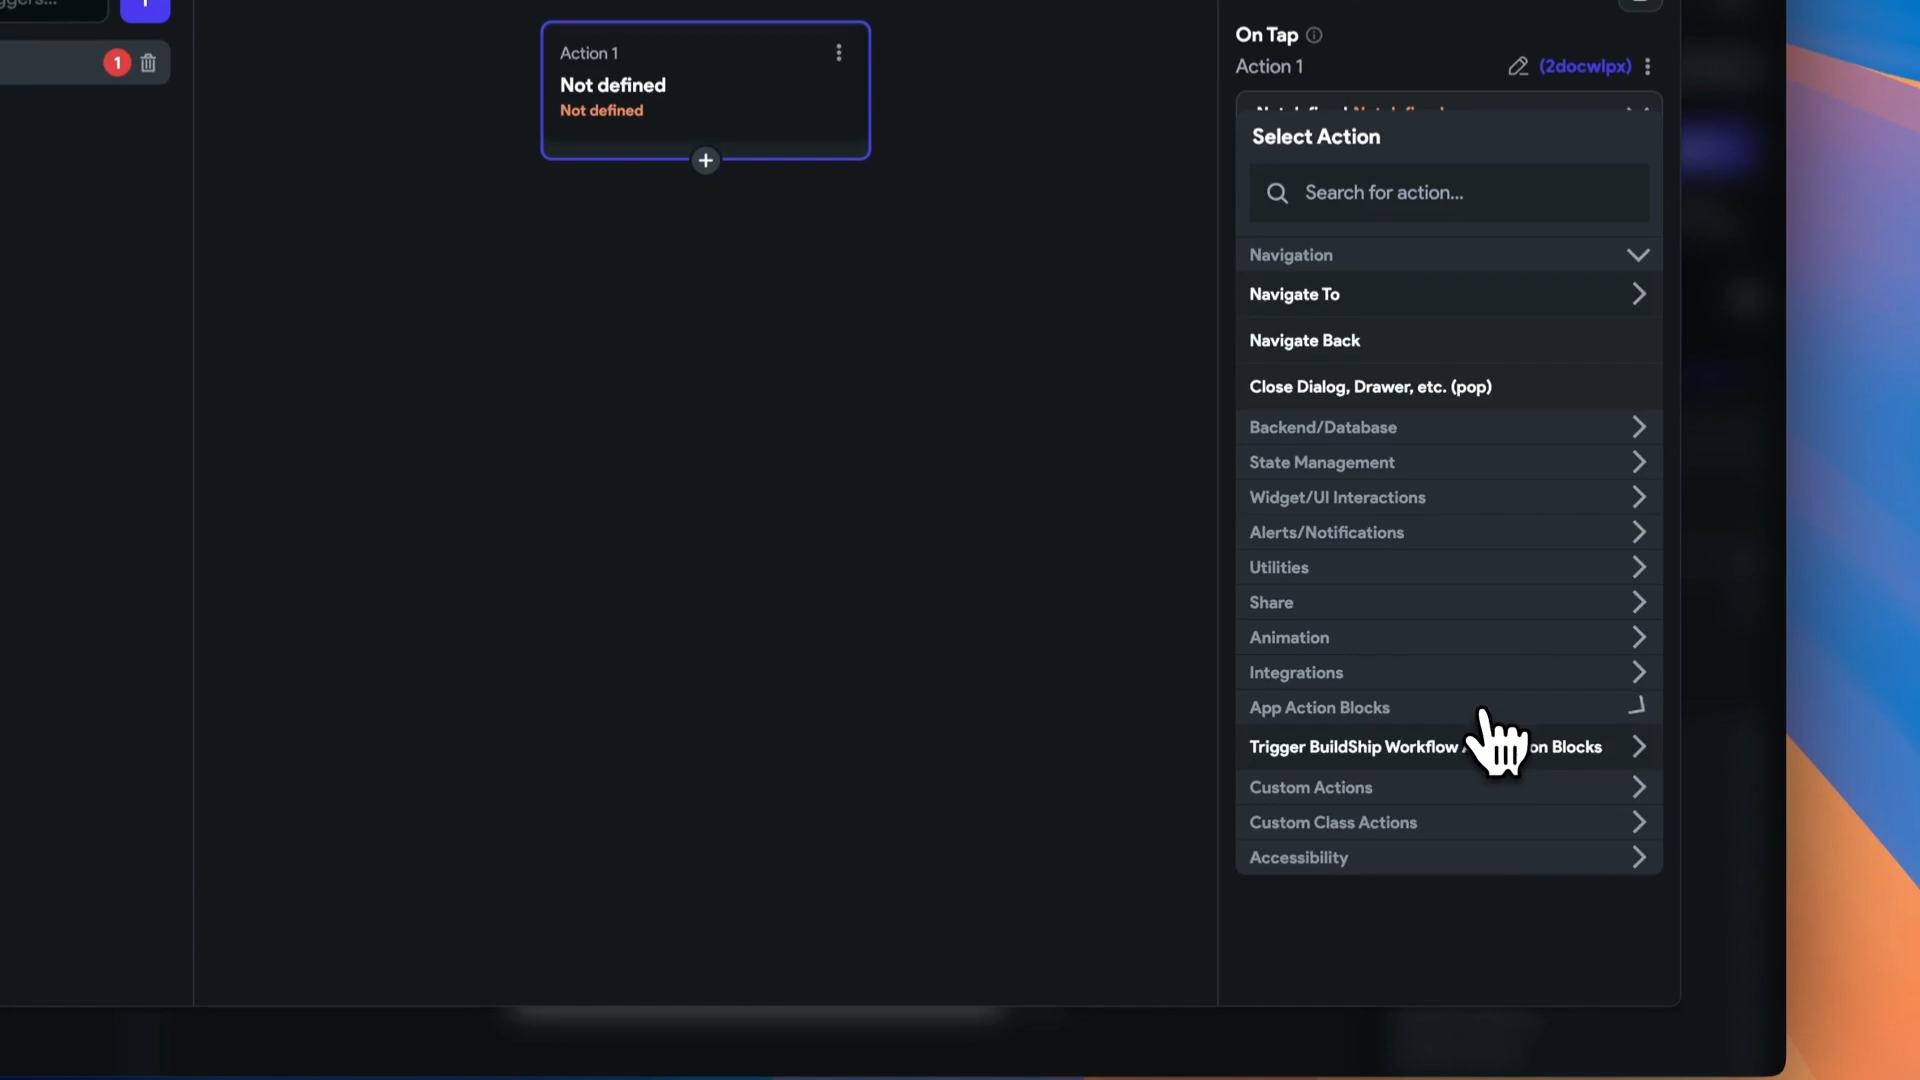 1
Action 1
Not defined
Not defined
On Tap
Action 1
(2docwlpx)
Select Action
Search for action...
Navigation
Navigate To
Navigate Back
Close Dialog, Drawer, etc. (pop)
Backend/Database
State Management
Widget/UI Interactions
Alerts/Notifications
Utilities
Share
Animation
Integrations
App Action Blocks
Trigger BuildShip Workflow on Blocks
Custom Actions
Custom Class Actions
Accessibility